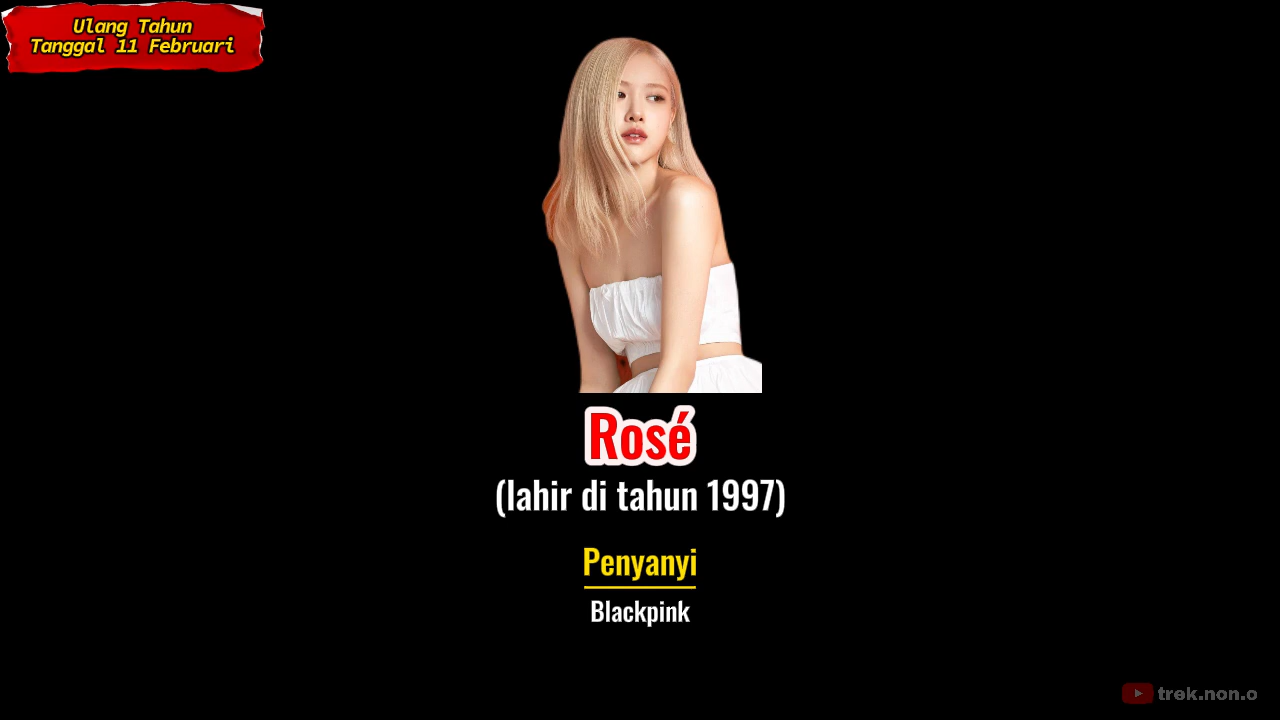 Ulang Tahun
Tanggal 11 Februari
Rosé
(lahir di tahun 1997)
Penyanyi
Blackpink
trek.non.o